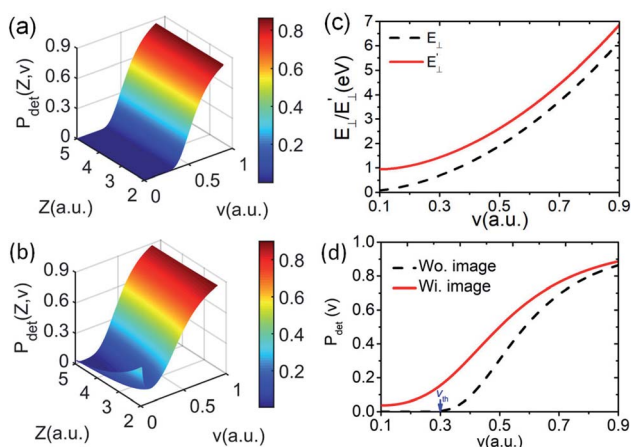 (a)
0.9
0.6
0.3
0
P_det(Z,v)
5
4
3
2
Z(a.u.)
0
0.5
1
v(a.u.)
0.8
0.6
0.4
0.2
(b)
0.9
0.6
0.3
0
P_det(Z,v)
5
4
3
2
Z(a.u.)
0
0.5
1
v(a.u.)
0.8
0.6
0.4
0.2
(c)
7
6
5
4
3
2
1
0
E_⊥/E'_⊥(eV)
E_⊥
E'_⊥
0.1 0.3 0.5 0.7 0.9
v(a.u.)
(d)
1.0
0.8
0.6
0.4
0.2
0.0
P_det (v)
Wo. image
Wi. image
v_th
0.1 0.3 0.5 0.7 0.9
v(a.u.)